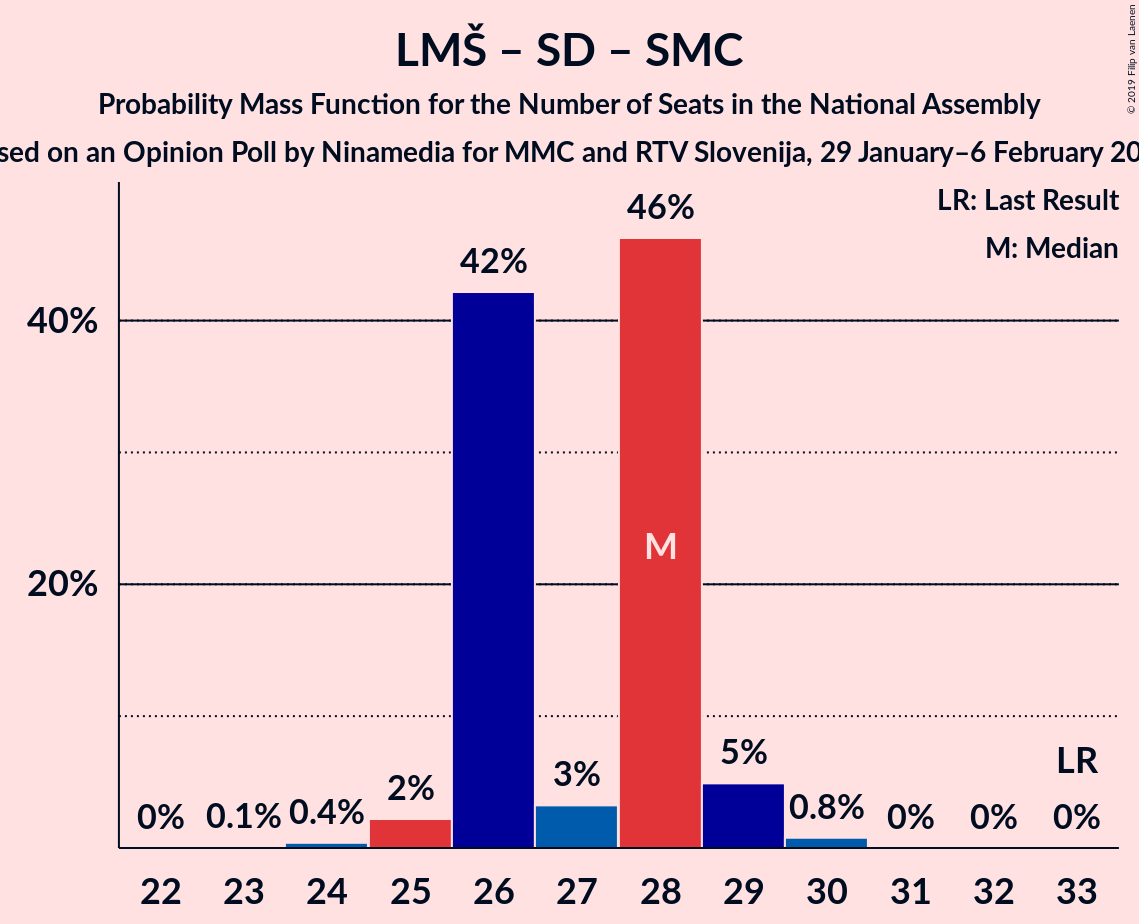 LMŠ – SD – SMC
Probability Mass Function for the Number of Seats in the National Assembly
on an Opinion Poll by Ninamedia for MMC and RTV Slovenija, 29 January–6 February
© 2019 Filip van Laenen
LR: Last Result
M: Median
46%
42%
40%
M
20%
5%
LR
3%
2%
0% 0.1% 0.4% 0.8% 0% 0% 0%
22 23 24 25 26 27 28 29 30 31 32 33